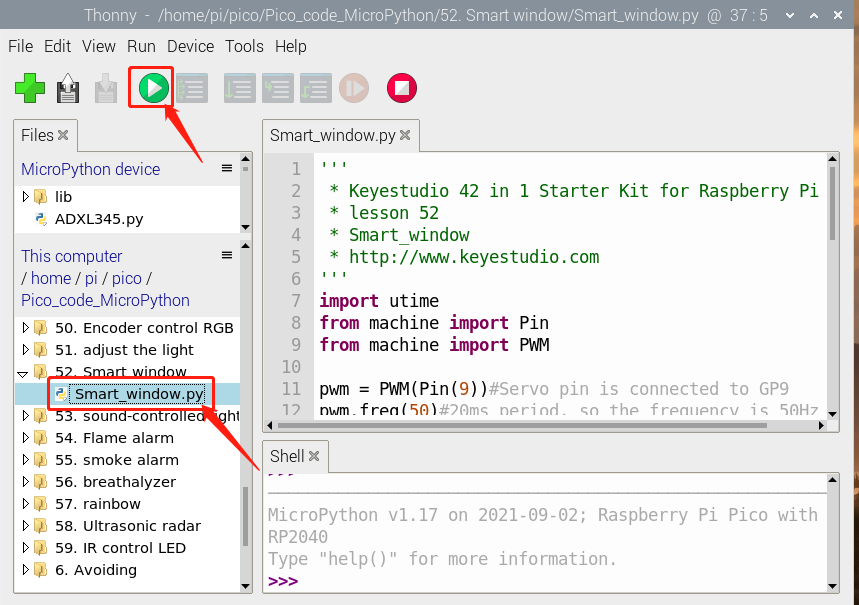 Thonny - /home/pi/pico/Pico_code_MicroPython/52. Smart window/Smart_window.py @ 37 : 5
File Edit View Run Device Tools Help
Files
MicroPython device
lib
ADXL345.py
This computer
/ home / pi / pico /
Pico_code_MicroPython
50. Encoder control RGB
51. adjust the light
52. Smart window
Smart_window.py
53. sound-controlled light
54. Flame alarm
55. smoke alarm
56. breathalyzer
57. rainbow
58. Ultrasonic radar
59. IR control LED
6. Avoiding
Smart_window.py
1 '''
2 * Keyestudio 42 in 1 Starter Kit for Raspberry Pi
3 * lesson 52
4 * Smart_window
5 * http://www.keyestudio.com
6 '''
7 import utime
8 from machine import Pin
9 from machine import PWM
10
11 pwm = PWM(Pin(9))#Servo pin is connected to GP9
12 pwm.freq(50)#20ms period, so the frequency is 50Hz
Shell
>>>
MicroPython v1.17 on 2021-09-02; Raspberry Pi Pico with
RP2040
Type "help()" for more information.
>>>